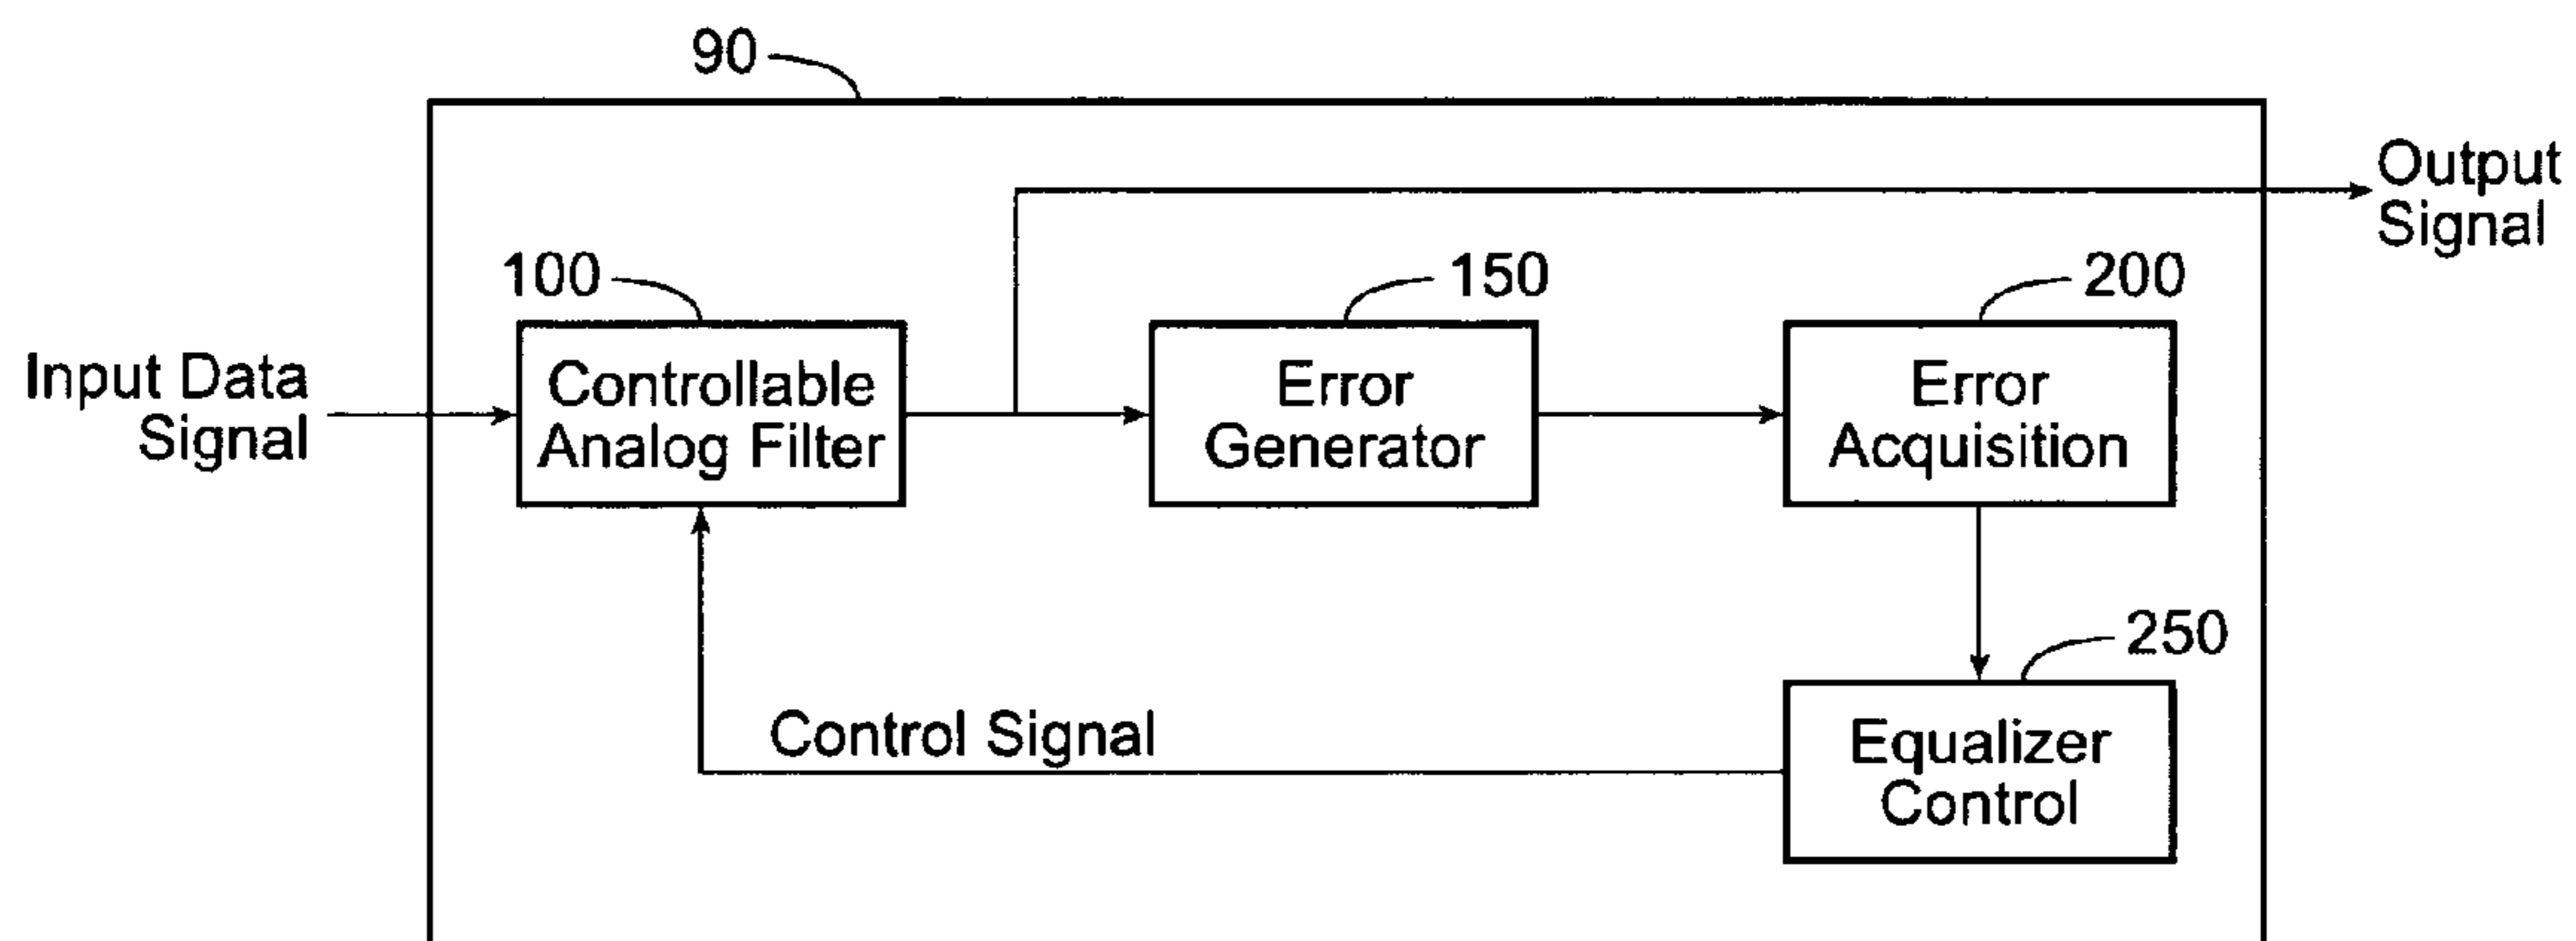 90
Output
Signal
100
150
200
Input Data
Signal
Controllable
Analog Filter
Error
Generator
Error
Acquisition
250
Control Signal
Equalizer
Control